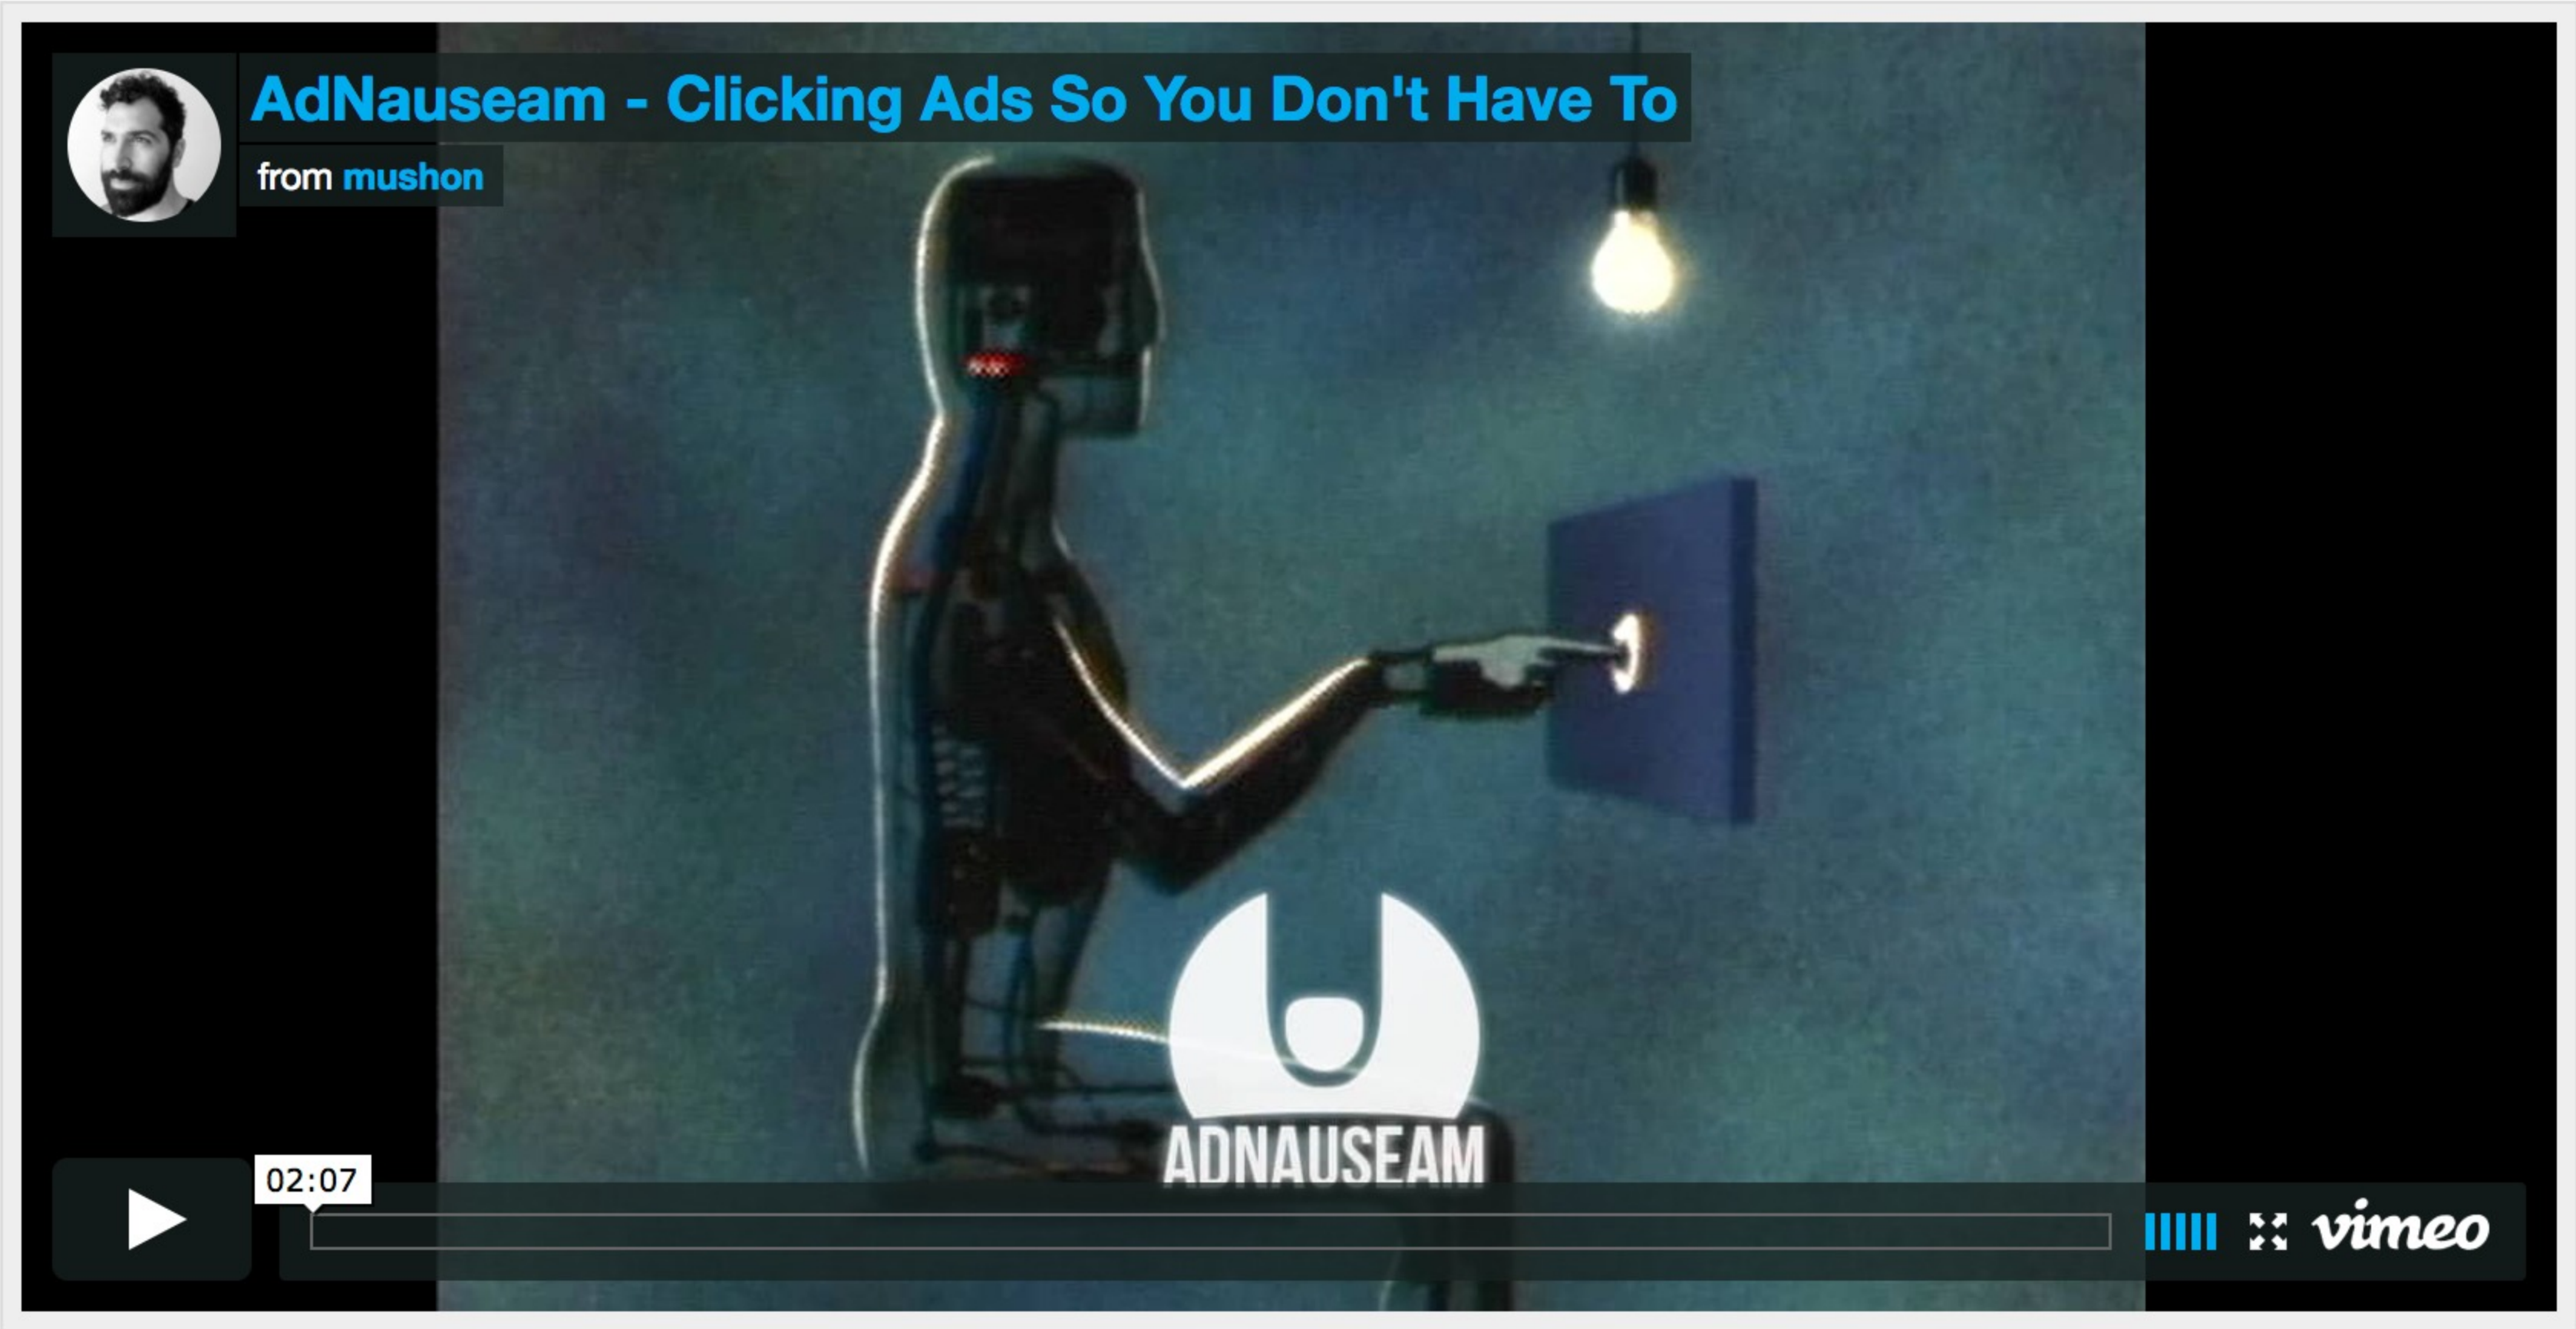 AdNauseam - Clicking Ads So You Don't Have To
from mushon
ADNAUSEAM
02:07
vimeo